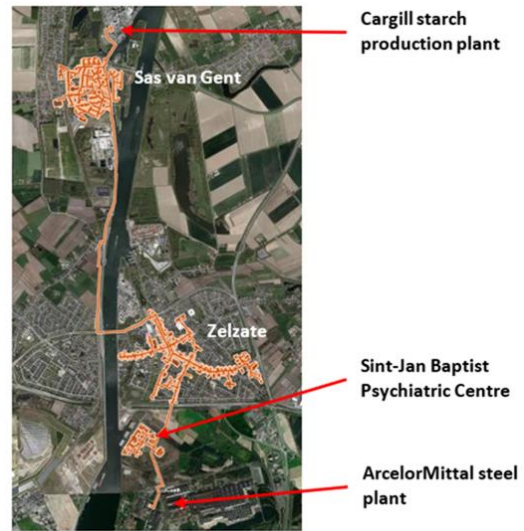 Cargill starch
production plant
Sas van Gent
Zelzate
Sint-Jan Baptist
Psychiatric Centre
ArcelorMittal steel
plant